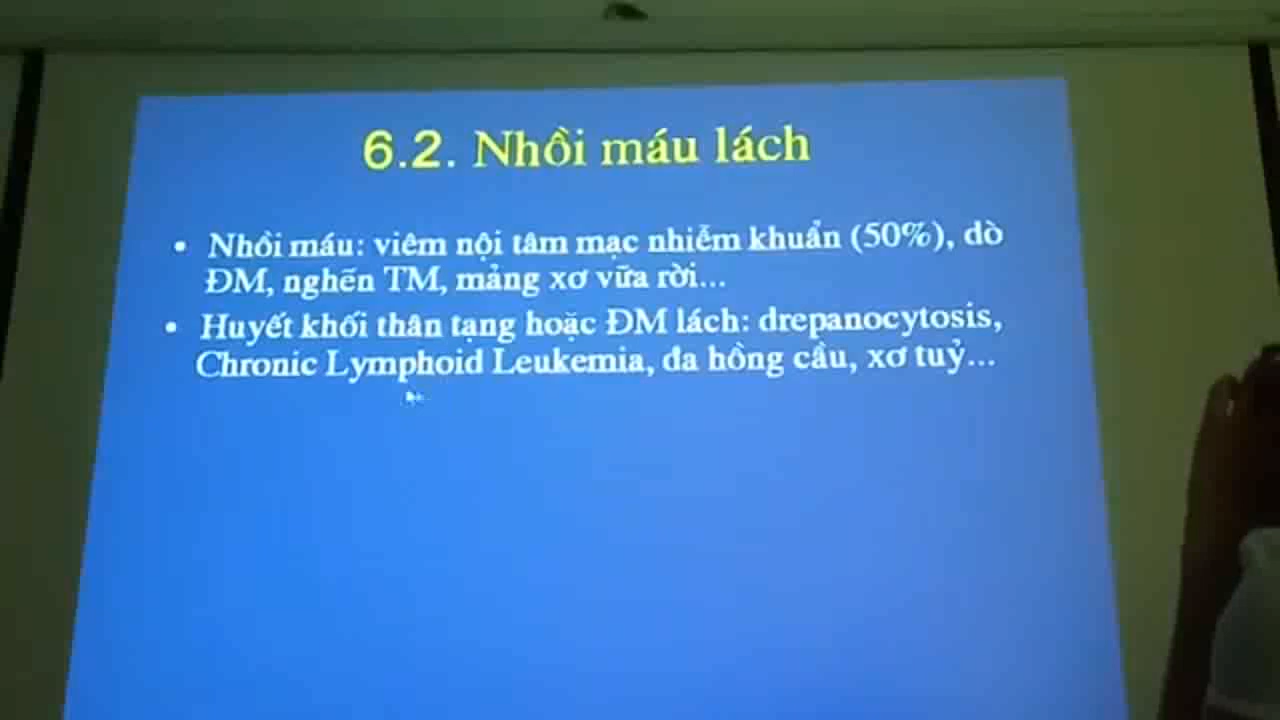 6.2. Nhồi máu lách
• Nhồi máu: viêm nội tâm mạc nhiễm khuẩn (50%), dò
ĐM, nghẽn TM, mảng xơ vữa rời...
• Huyết khối thân tạng hoặc ĐM lách: drepanocytosis,
Chronic Lymphoid Leukemia, đa hồng cầu, xơ tuỷ...